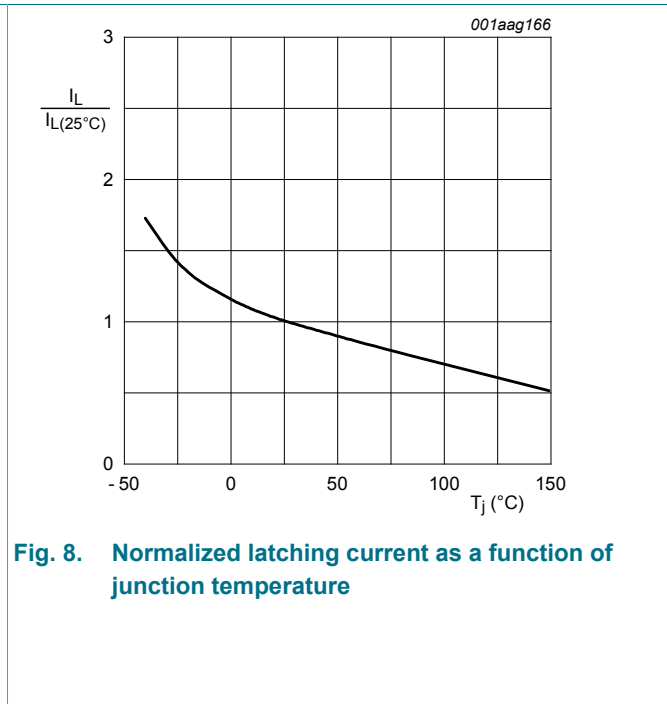 001aag166
3
I_L
I_L(25°C)
2
1
0
- 50 0 50 100 150
T_j (°C)
Fig. 8. Normalized latching current as a function of
junction temperature